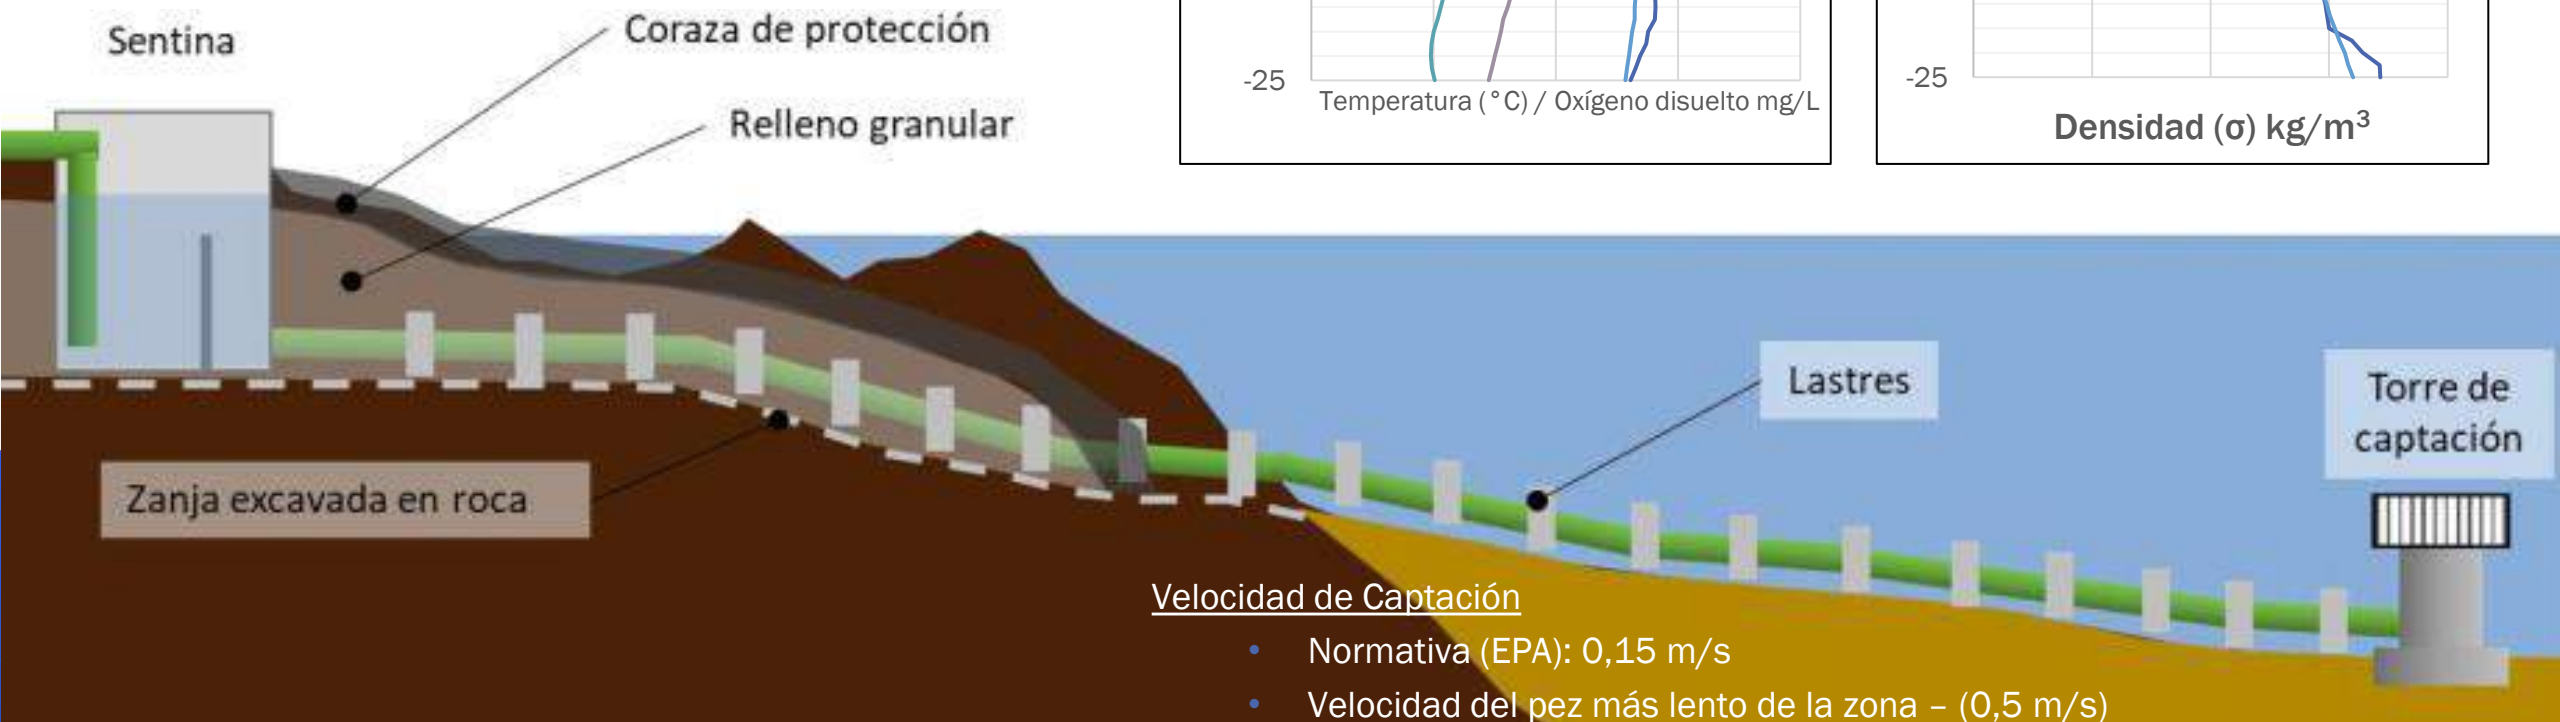 Sentina
Coraza de protección
Relleno granular
-25
Temperatura (°C) / Oxígeno disuelto mg/L
-25
Densidad (σ) kg/m³
Lastres
Torre de
captación
Zanja excavada en roca
Velocidad de Captación
• Normativa (EPA): 0,15 m/s
• Velocidad del pez más lento de la zona – (0,5 m/s)